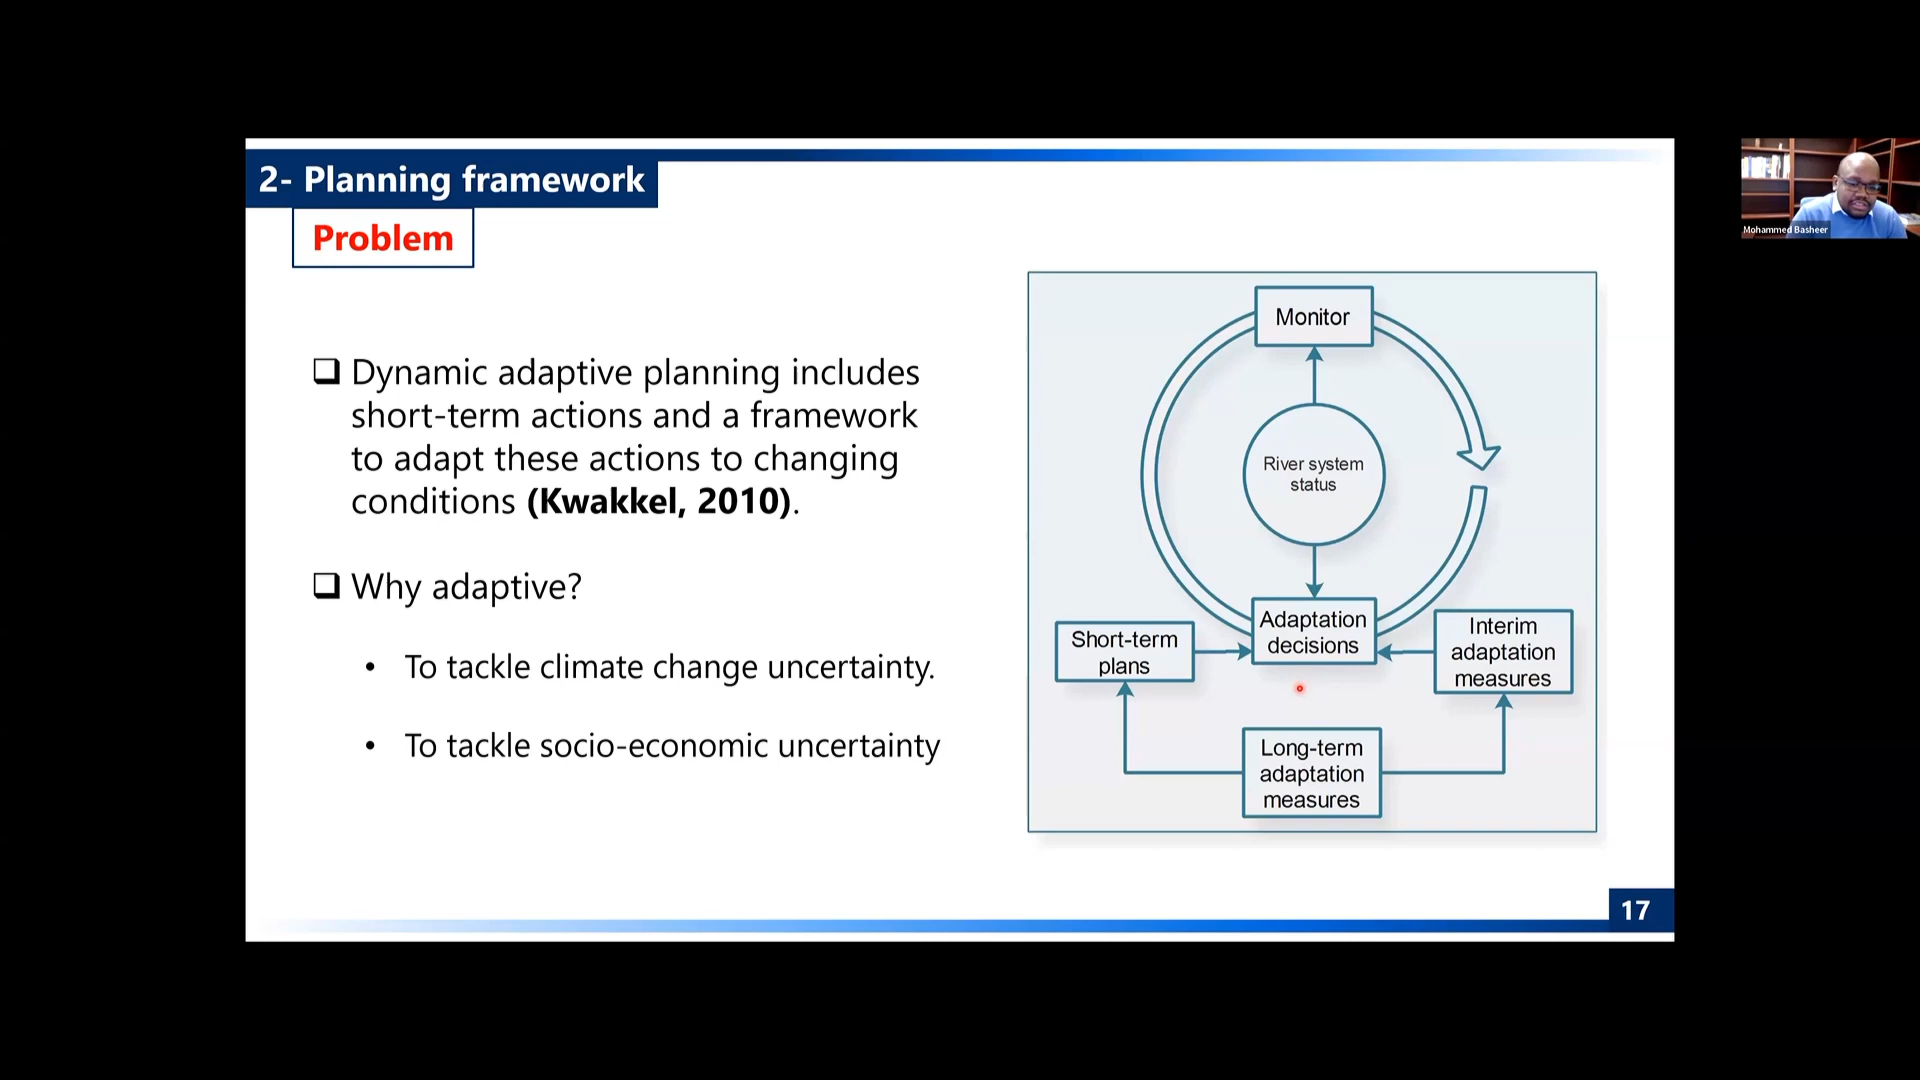 2- Planning framework
Problem
Dynamic adaptive planning includes
short-term actions and a framework
to adapt these actions to changing
conditions (Kwakkel, 2010).
Why adaptive?
• To tackle climate change uncertainty.
• To tackle socio-economic uncertainty
Monitor
River system
status
Adaptation
decisions
Short-term
plans
Interim
adaptation
measures
Long-term
adaptation
measures
17
Mohammed Basheer